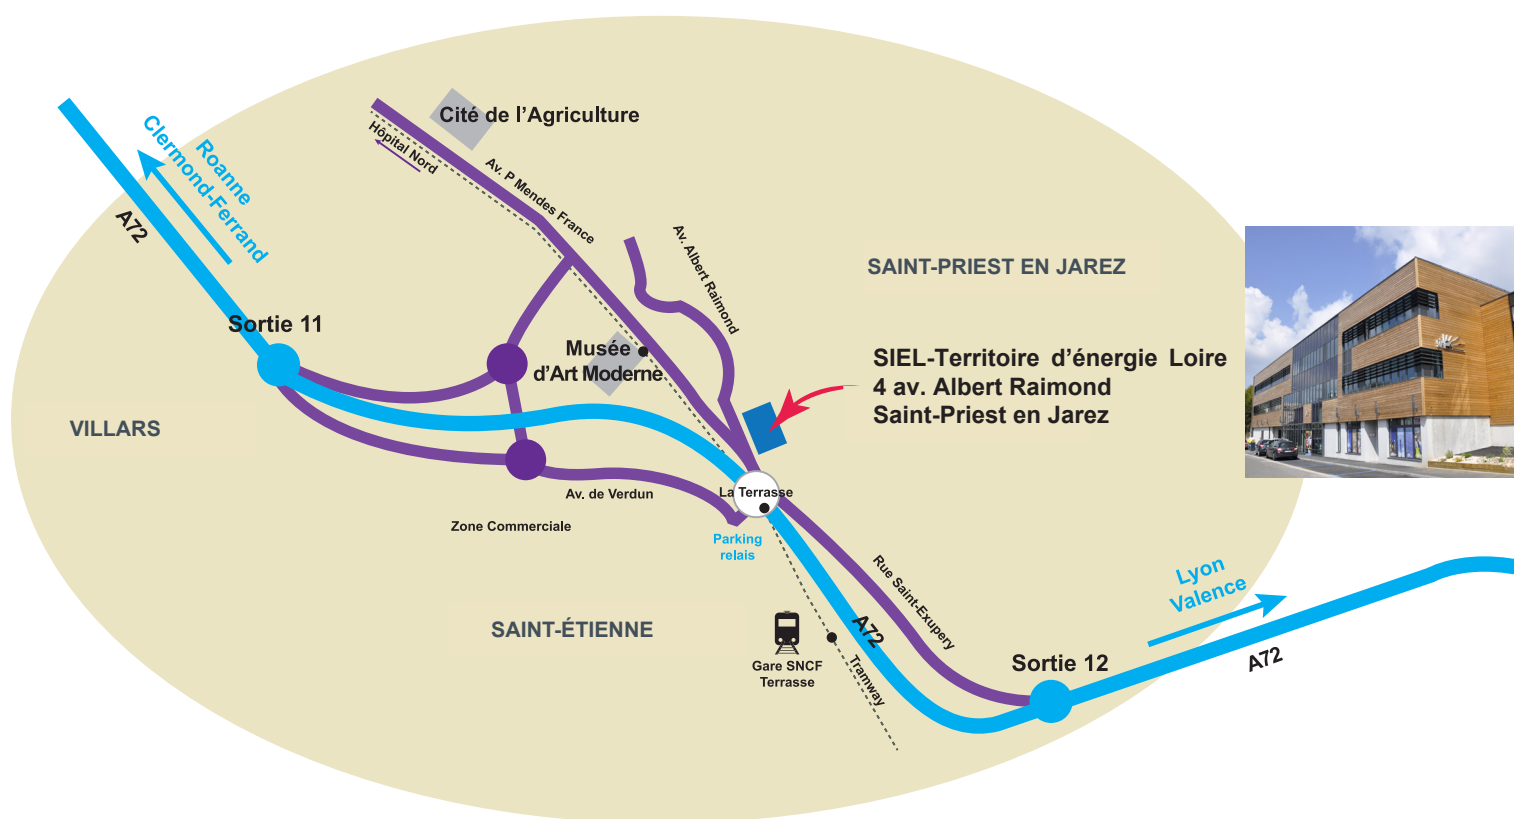 Cité de l’Agriculture
Hôpital Nord
Av. P Mendes France
Roanne
Clermond-Ferrand
A72
Av. Albert Raimond
SAINT-PRIEST EN JAREZ
Sortie 11
Musée
d’Art Moderne
SIEL-Territoire d’énergie Loire
4 av. Albert Raimond
Saint-Priest en Jarez
VILLARS
La Terrasse
Av. de Verdun
Zone Commerciale
Parking
relais
Rue Saint-Exupery
Lyon
Valence
SAINT-ÉTIENNE
A72
Gare SNCF
Terrasse
Tramway
Sortie 12
A72